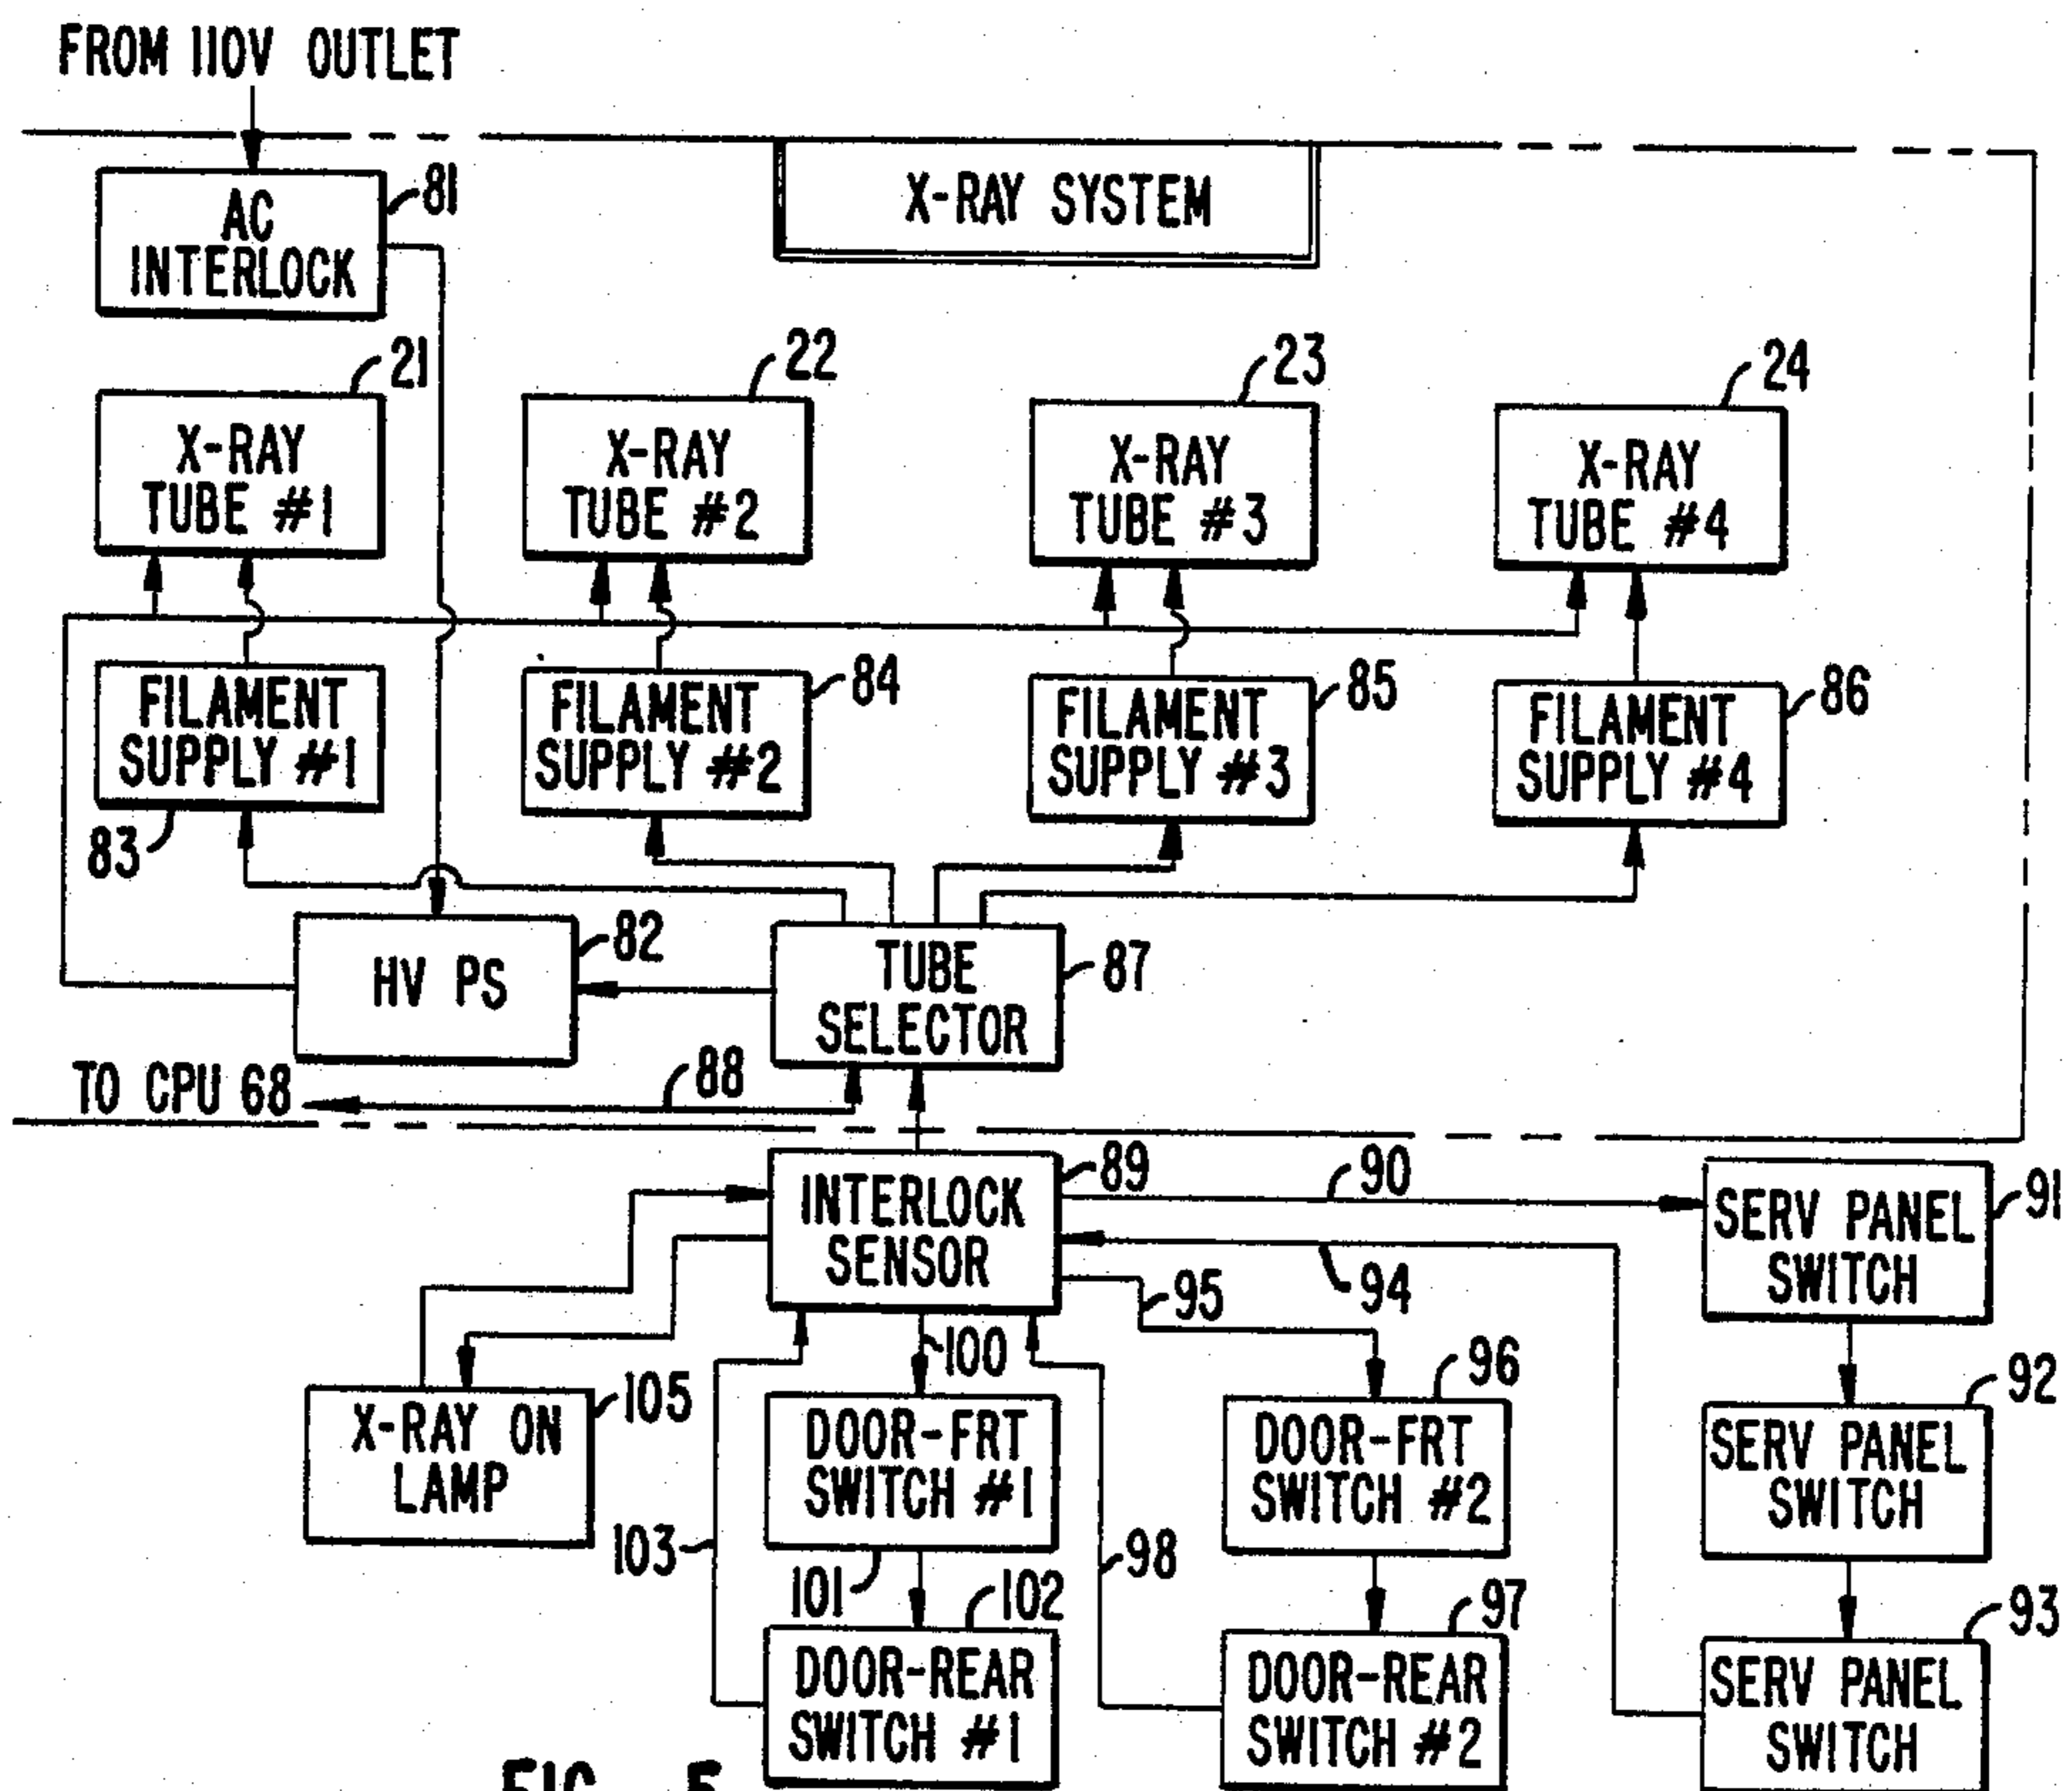 FROM 110V OUTLET
AC
INTERLOCK
81
X-RAY SYSTEM
21
22
23
24
X-RAY
TUBE #1
X-RAY
TUBE #2
X-RAY
TUBE #3
X-RAY
TUBE #4
FILAMENT
SUPPLY #1
83
FILAMENT
SUPPLY #2
84
FILAMENT
SUPPLY #3
85
FILAMENT
SUPPLY #4
86
HV PS
82
TUBE
SELECTOR
87
TO CPU 68
88
INTERLOCK
SENSOR
89
90
SERV PANEL
SWITCH
91
94
95
100
X-RAY ON
LAMP
105
DOOR-FRT
SWITCH #1
101
DOOR-FRT
SWITCH #2
96
SERV PANEL
SWITCH
92
103
98
DOOR-REAR
SWITCH #1
102
DOOR-REAR
SWITCH #2
97
SERV PANEL
SWITCH
93
FIG. 5